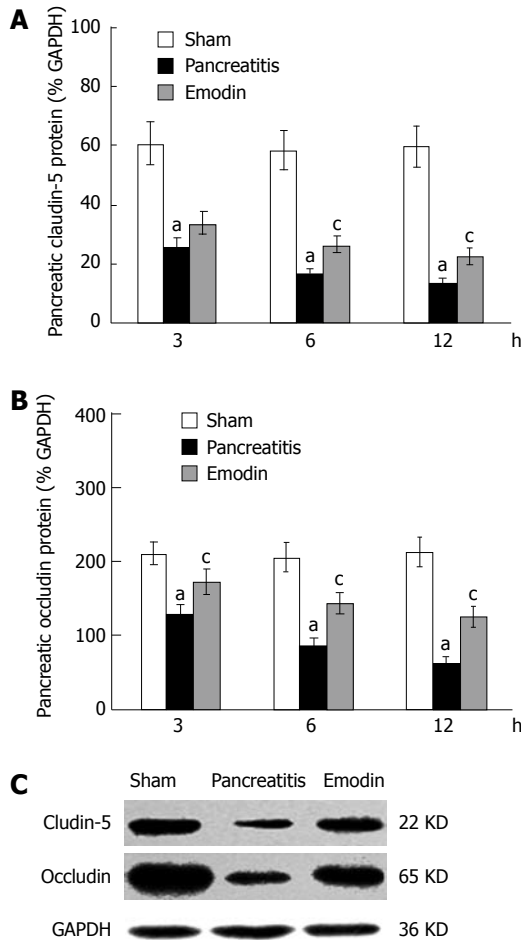 A
Pancreatic claudin-5 protein (% GAPDH)
100
80
60
40
20
0
Sham
Pancreatitis
Emodin
a
a
c
a
c
3 6 12 h
B
Pancreatic occludin protein (% GAPDH)
400
300
200
100
0
Sham
Pancreatitis
Emodin
a
c
a
c
a
c
3 6 12 h
C
Sham Pancreatitis Emodin
Cludin-5 22 KD
Occludin 65 KD
GAPDH 36 KD